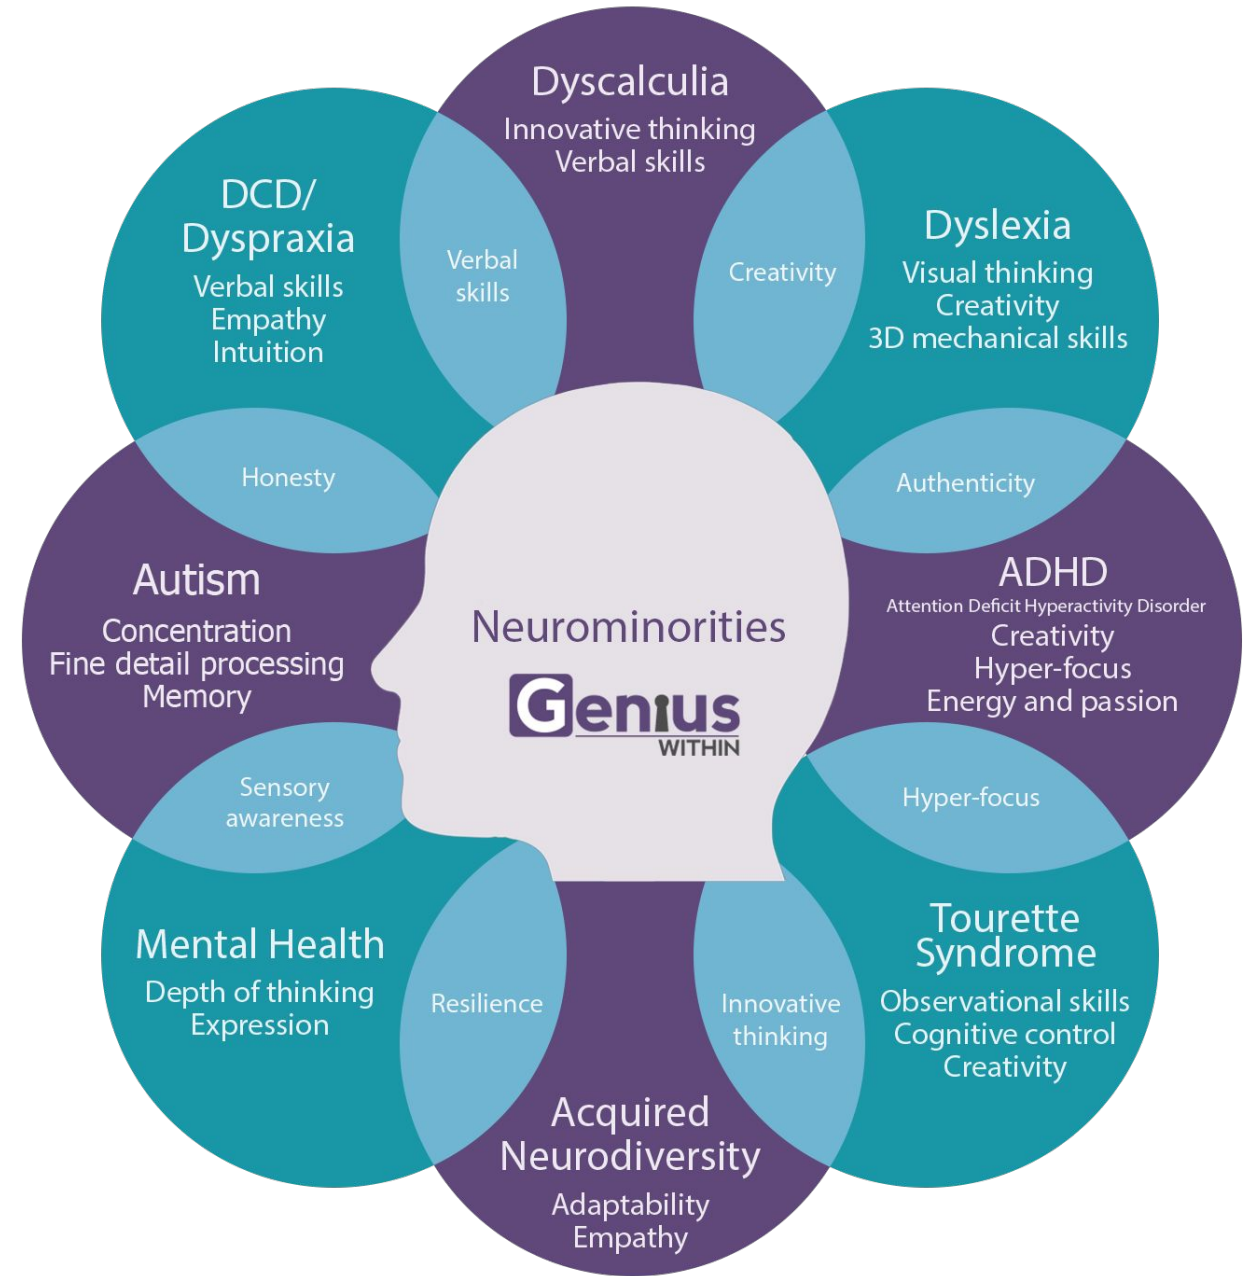 Dyscalculia
Innovative thinking
Verbal skills
Creativity
Dyslexia
Visual thinking
Creativity
3D mechanical skills
Authenticity
ADHD
Attention Deficit Hyperactivity Disorder
Creativity
Hyper-focus
Energy and passion
Hyper-focus
Tourette
Syndrome
Observational skills
Cognitive control
Creativity
Innovative
thinking
Acquired
Neurodiversity
Adaptability
Empathy
Resilience
Mental Health
Depth of thinking
Expression
Sensory
awareness
Autism
Concentration
Fine detail processing
Memory
Honesty
DCD/
Dyspraxia
Verbal skills
Empathy
Intuition
Verbal
skills
Neurominorities
Genius
WITHIN